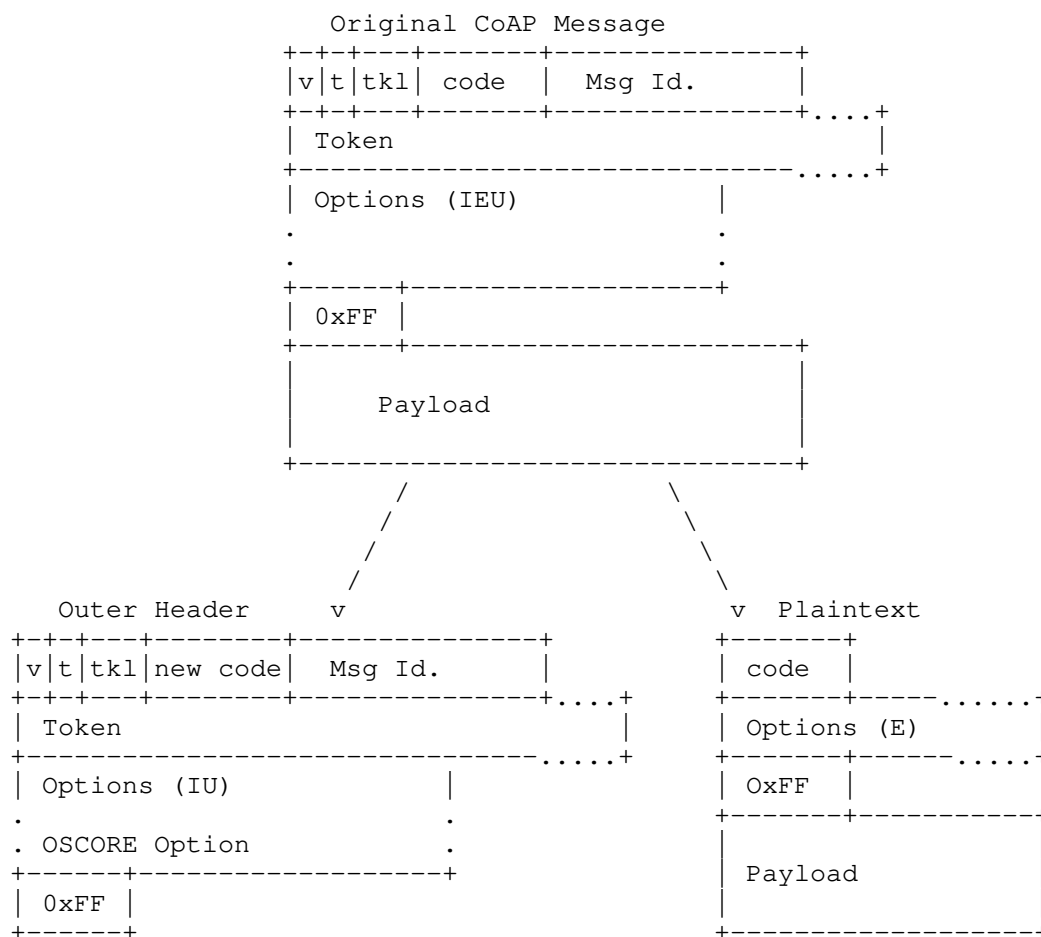 Original CoAP Message
                      +-+-+---+-------+---------------+
                      |v|t|tkl| code  |  Msg Id.      |
                      +-+-+---+-------+---------------+....+
                      | Token                              |
                      +-------------------------------.....+
                      | Options (IEU)             |
                      .                           .
                      .                           .
                      +------+-------------------+
                      | 0xFF |
                      +------+------------------------+
                      |                               |
                      |     Payload                   |
                      |                               |
                      +-------------------------------+
                             /                \
                            /                  \
                           /                    \
                          /                      \
   Outer Header     v                        v  Plaintext
+-+-+---+--------+---------------+          +-------+
|v|t|tkl|new code|  Msg Id.      |          | code  |
+-+-+---+--------+---------------+....+     +-------+-----......+
| Token                               |     | Options (E)
+--------------------------------.....+     +-------+------.....+
| Options (IU)             |                | OxFF  |
.                          .                +-------+-----------+
. OSCORE Option            .                |
+------+-------------------+                | Payload           |
| 0xFF |                                    |                   |
+------+                                    +-------------------+